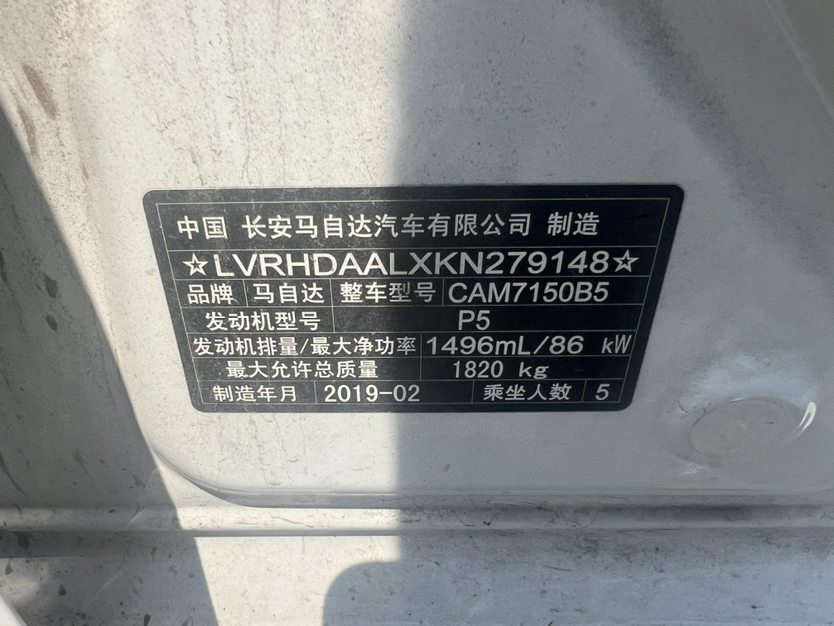 中国 长安马自达汽车有限公司 制造
☆LVRHDAALXKN279148☆
品牌 马自达 整车型号 CAM7150B5
发动机型号 P5
发动机排量/最大净功率 1496mL/86 kW
最大允许总质量 1820 kg
制造年月 2019-02 乘坐人数 5